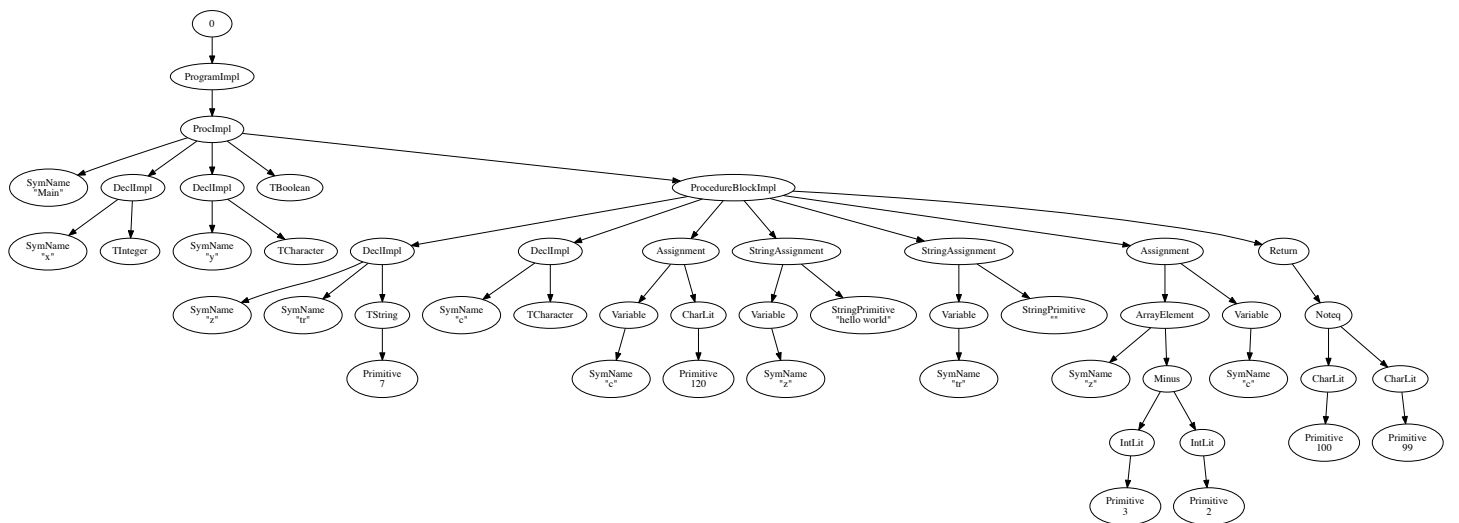 0
ProgramImpl
ProcImpl
SymName
"Main"
DeclImpl
DeclImpl
TBoolean
ProcedureBlockImpl
SymName
"x"
TInteger
SymName
"y"
TCharacter
DeclImpl
DeclImpl
Assignment
StringAssignment
StringAssignment
Assignment
Return
SymName
"z"
SymName
"tr"
TString
SymName
"c"
TCharacter
Variable
CharLit
Variable
StringPrimitive
"hello world"
Variable
StringPrimitive
""
ArrayElement
Variable
Noteq
Primitive
7
SymName
"c"
Primitive
120
SymName
"z"
SymName
"tr"
SymName
"z"
Minus
SymName
"c"
CharLit
CharLit
IntLit
IntLit
Primitive
100
Primitive
99
Primitive
3
Primitive
2